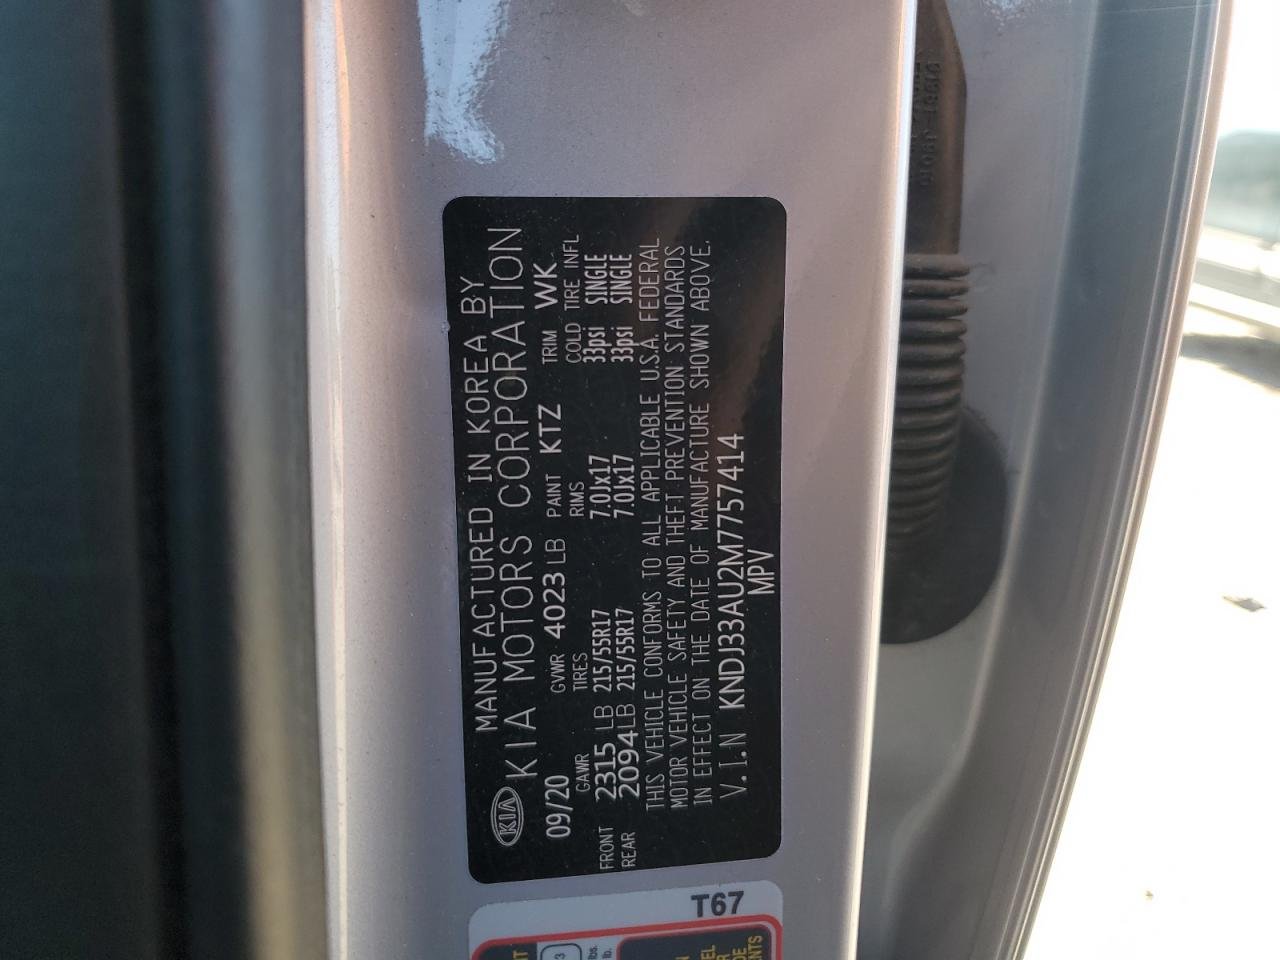 MANUFACTURED IN KOREA BY
KIA KIA MOTORS CORPORATION
09/20 GVWR 4023 LB PAINT KTZ TRIM WK
GAWR TIRES RIMS COLD TIRE INFL
FRONT 2315 LB 215/55R17 7.0Jx17 33psi SINGLE
REAR 2094 LB 215/55R17 7.0Jx17 33psi SINGLE
THIS VEHICLE CONFORMS TO ALL APPLICABLE U.S.A. FEDERAL
MOTOR VEHICLE SAFETY AND THEFT PREVENTION STANDARDS
IN EFFECT ON THE DATE OF MANUFACTURE SHOWN ABOVE.
V.I.N KNDJ33AU2M7757414
MPV
T67